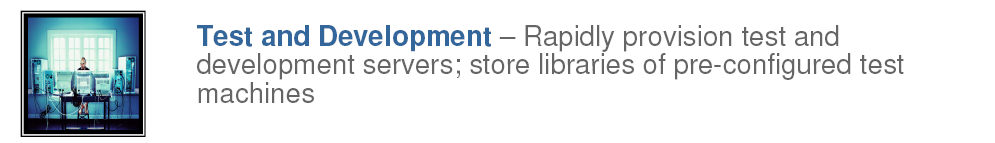 Test and Development – Rapidly provision test and
development servers; store libraries of pre-configured test
machines